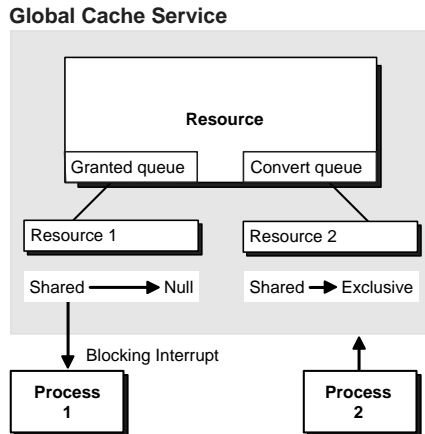 Global Cache Service
Resource
Granted queue
Convert queue
Resource 1
Resource 2
Shared Null
Shared Exclusive
Blocking Interrupt
Process
1
Process
2